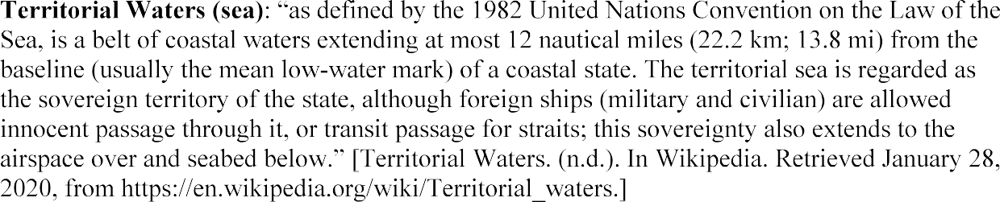 Territorial Waters (sea): “as defined by the 1982 United Nations Convention on the Law of the
Sea, is a belt of coastal waters extending at most 12 nautical miles (22.2 km; 13.8 mi) from the
baseline (usually the mean low-water mark) of a coastal state. The territorial sea is regarded as
the sovereign territory of the state, although foreign ships (military and civilian) are allowed
innocent passage through it, or transit passage for straits; this sovereignty also extends to the
airspace over and seabed below.” [Territorial Waters. (n.d.). In Wikipedia. Retrieved January 28,
2020, from https://en.wikipedia.org/wiki/Territorial_waters.]